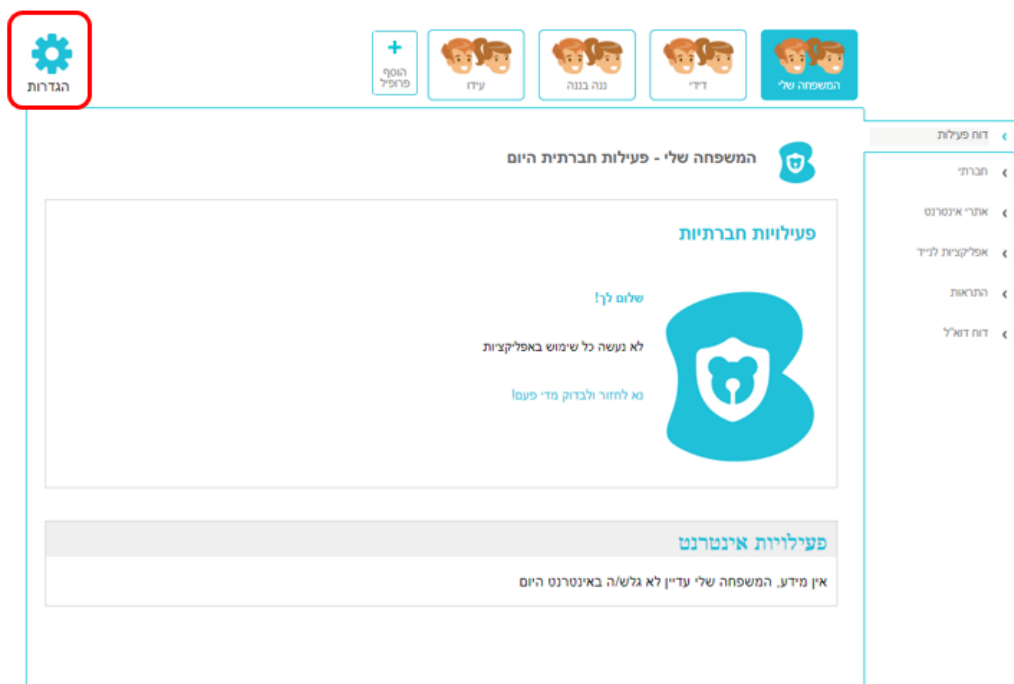 המשפחה שלי
דידי
ננה בננה
עידו
+
הוסף
פרופיל
הגדרות
דוח פעילות
חברתי
אתרי אינטרנט
אפליקציות לנייד
התראות
דוח דוא"ל
המשפחה שלי - פעילות חברתית היום
פעילויות חברתיות
שלום לך!
לא נעשה כל שימוש באפליקציות
נא לחזור ולבדוק מדי פעם!
פעילויות אינטרנט
אין מידע, המשפחה שלי עדיין לא גלש/ה באינטרנט היום